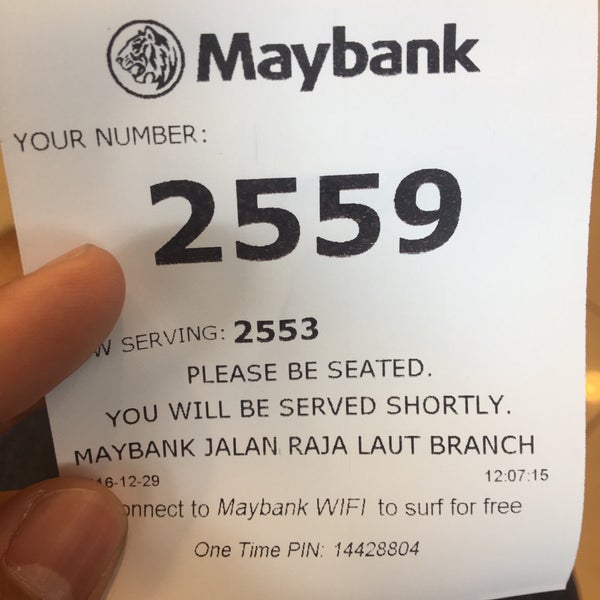 Maybank
YOUR NUMBER:
2559
W SERVING: 2553
PLEASE BE SEATED.
YOU WILL BE SERVED SHORTLY.
MAYBANK JALAN RAJA LAUT BRANCH
16-12-29 12:07:15
onnect to Maybank WIFI to surf for free
One Time PIN: 14428804